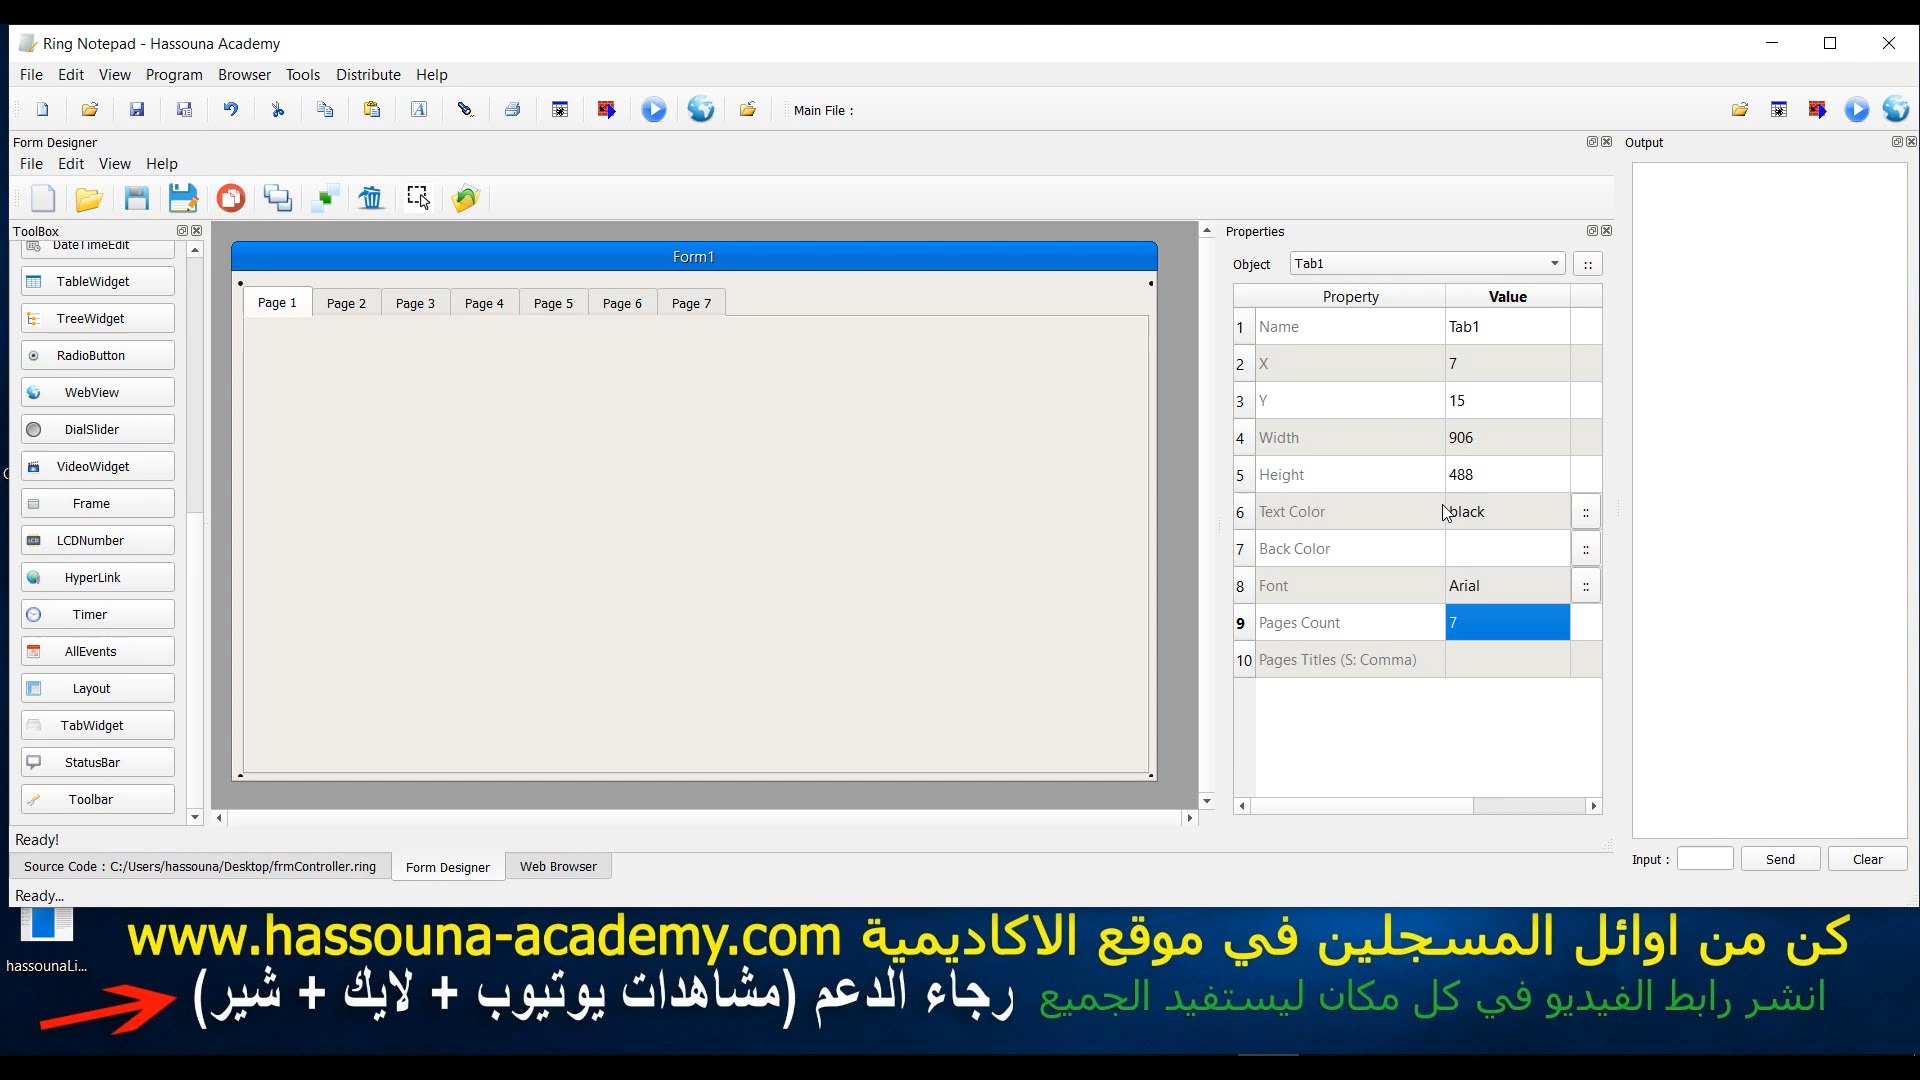 Ring Notepad - Hassouna Academy
File Edit View Program Browser Tools Distribute Help
Main File :
Form Designer
File Edit View Help
ToolBox
DateTimeEdit
TableWidget
TreeWidget
RadioButton
WebView
DialSlider
VideoWidget
Frame
LCDNumber
HyperLink
Timer
AllEvents
Layout
TabWidget
StatusBar
Toolbar
Form1
Page 1 Page 2 Page 3 Page 4 Page 5 Page 6 Page 7
Properties
Object Tab1 ::
Property Value
1 Name Tab1
2 X 7
3 Y 15
4 Width 906
5 Height 488
6 Text Color black ::
7 Back Color ::
8 Font Arial ::
9 Pages Count 7
10 Pages Titles (S: Comma)
Output
Input : Send Clear
Ready!
Source Code : C:/Users/hassouna/Desktop/frmController.ring Form Designer Web Browser
Ready...
hassounaLi...
كن من اوائل المسجلين في موقع الاكاديمية www.hassouna-academy.com
انشر رابط الفيديو في كل مكان ليستفيد الجميع رجاء الدعم (مشاهدات يوتيوب + لايك + شير)